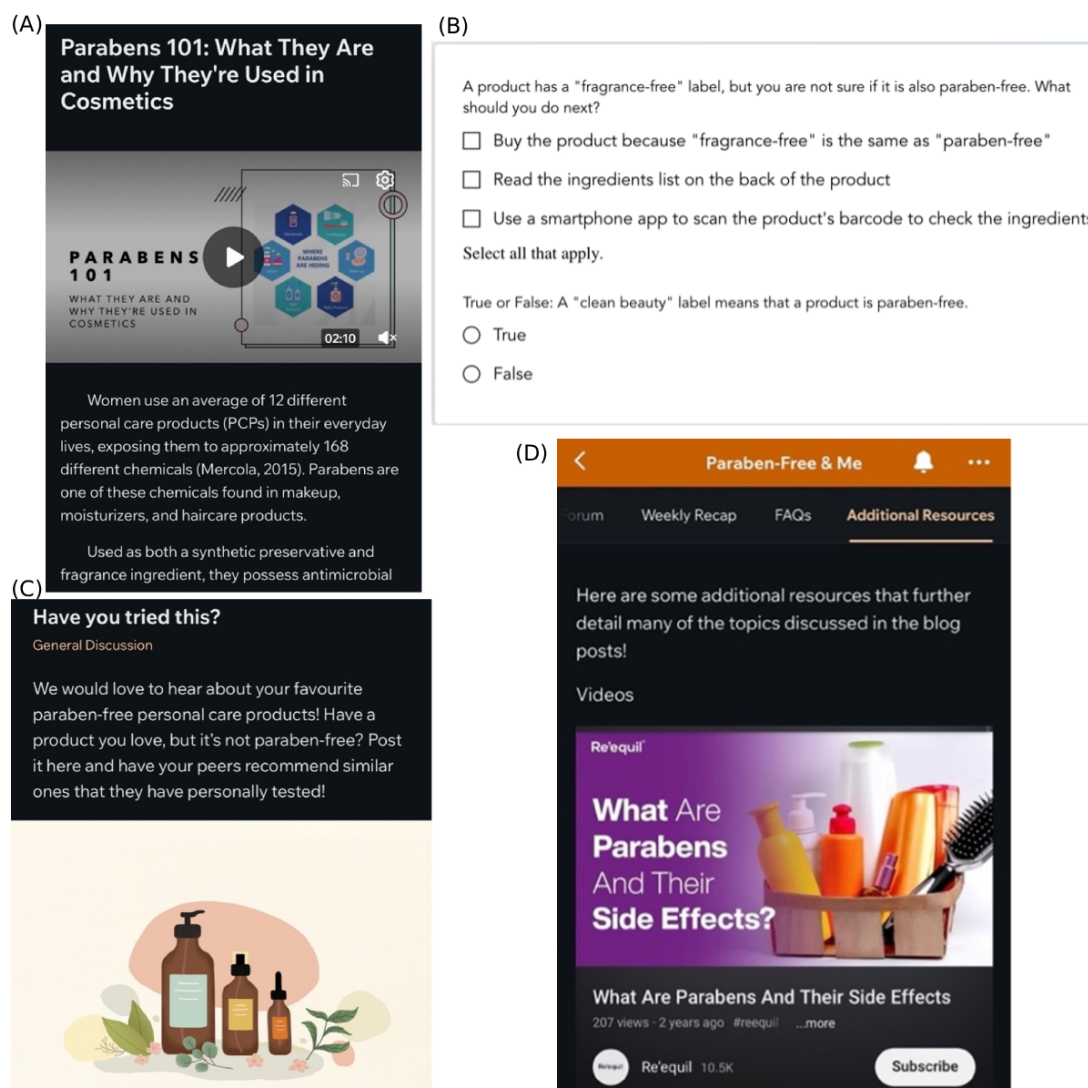 (A)
Parabens 101: What They Are
and Why They're Used in
Cosmetics
PARABENS
101
WHAT THEY ARE AND
WHY THEY'RE USED IN
COSMETICS
WHERE
PARABENS
ARE HIDING
02:10
Women use an average of 12 different
personal care products (PCPs) in their everyday
lives, exposing them to approximately 168
different chemicals (Mercola, 2015). Parabens are
one of these chemicals found in makeup,
moisturizers, and haircare products.
Used as both a synthetic preservative and
fragrance ingredient, they possess antimicrobial
(B)
A product has a "fragrance-free" label, but you are not sure if it is also paraben-free. What
should you do next?
Buy the product because "fragrance-free" is the same as "paraben-free"
Read the ingredients list on the back of the product
Use a smartphone app to scan the product's barcode to check the ingredients
Select all that apply.
True or False: A "clean beauty" label means that a product is paraben-free.
True
False
(C)
Have you tried this?
General Discussion
We would love to hear about your favourite
paraben-free personal care products! Have a
product you love, but it's not paraben-free? Post
it here and have your peers recommend similar
ones that they have personally tested!
(D)
Paraben-Free & Me
orum Weekly Recap FAQs Additional Resources
Here are some additional resources that further
detail many of the topics discussed in the blog
posts!
Videos
Re'equil
What Are
Parabens
And Their
Side Effects?
What Are Parabens And Their Side Effects
207 views · 2 years ago #reequil ...more
Re'equil Re'equil 10.5K Subscribe